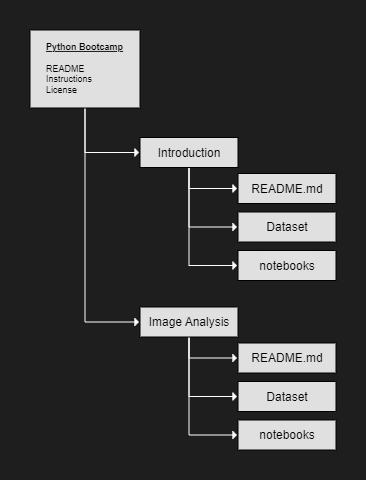 Python Bootcamp
README
Instructions
License
Introduction
README.md
Dataset
notebooks
Image Analysis
README.md
Dataset
notebooks